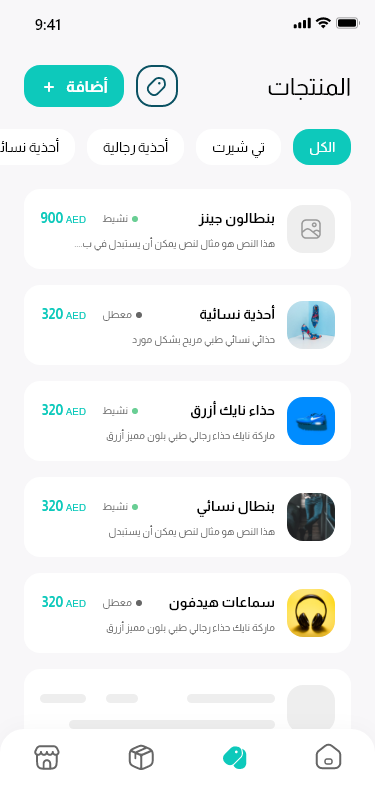 9:41
المنتجات
أضافة +
الكل
تي شيرت
أحذية رجالية
أحذية نسائ
بنطالون جينز
نشيط
900 AED
هذا النص هو مثال لنص يمكن أن يستبدل في ب....
أحذية نسائية
معطل
320 AED
حذائي نسائي طبي مريح بشكل مورد
حذاء نايك أزرق
نشيط
320 AED
ماركة نايك حذاء رجالي طبي بلون مميز أزرق
بنطال نسائي
نشيط
320 AED
هذا النص هو مثال لنص يمكن أن يستبدل
سماعات هيدفون
معطل
320 AED
ماركة نايك حذاء رجالي طبي بلون مميز أزرق